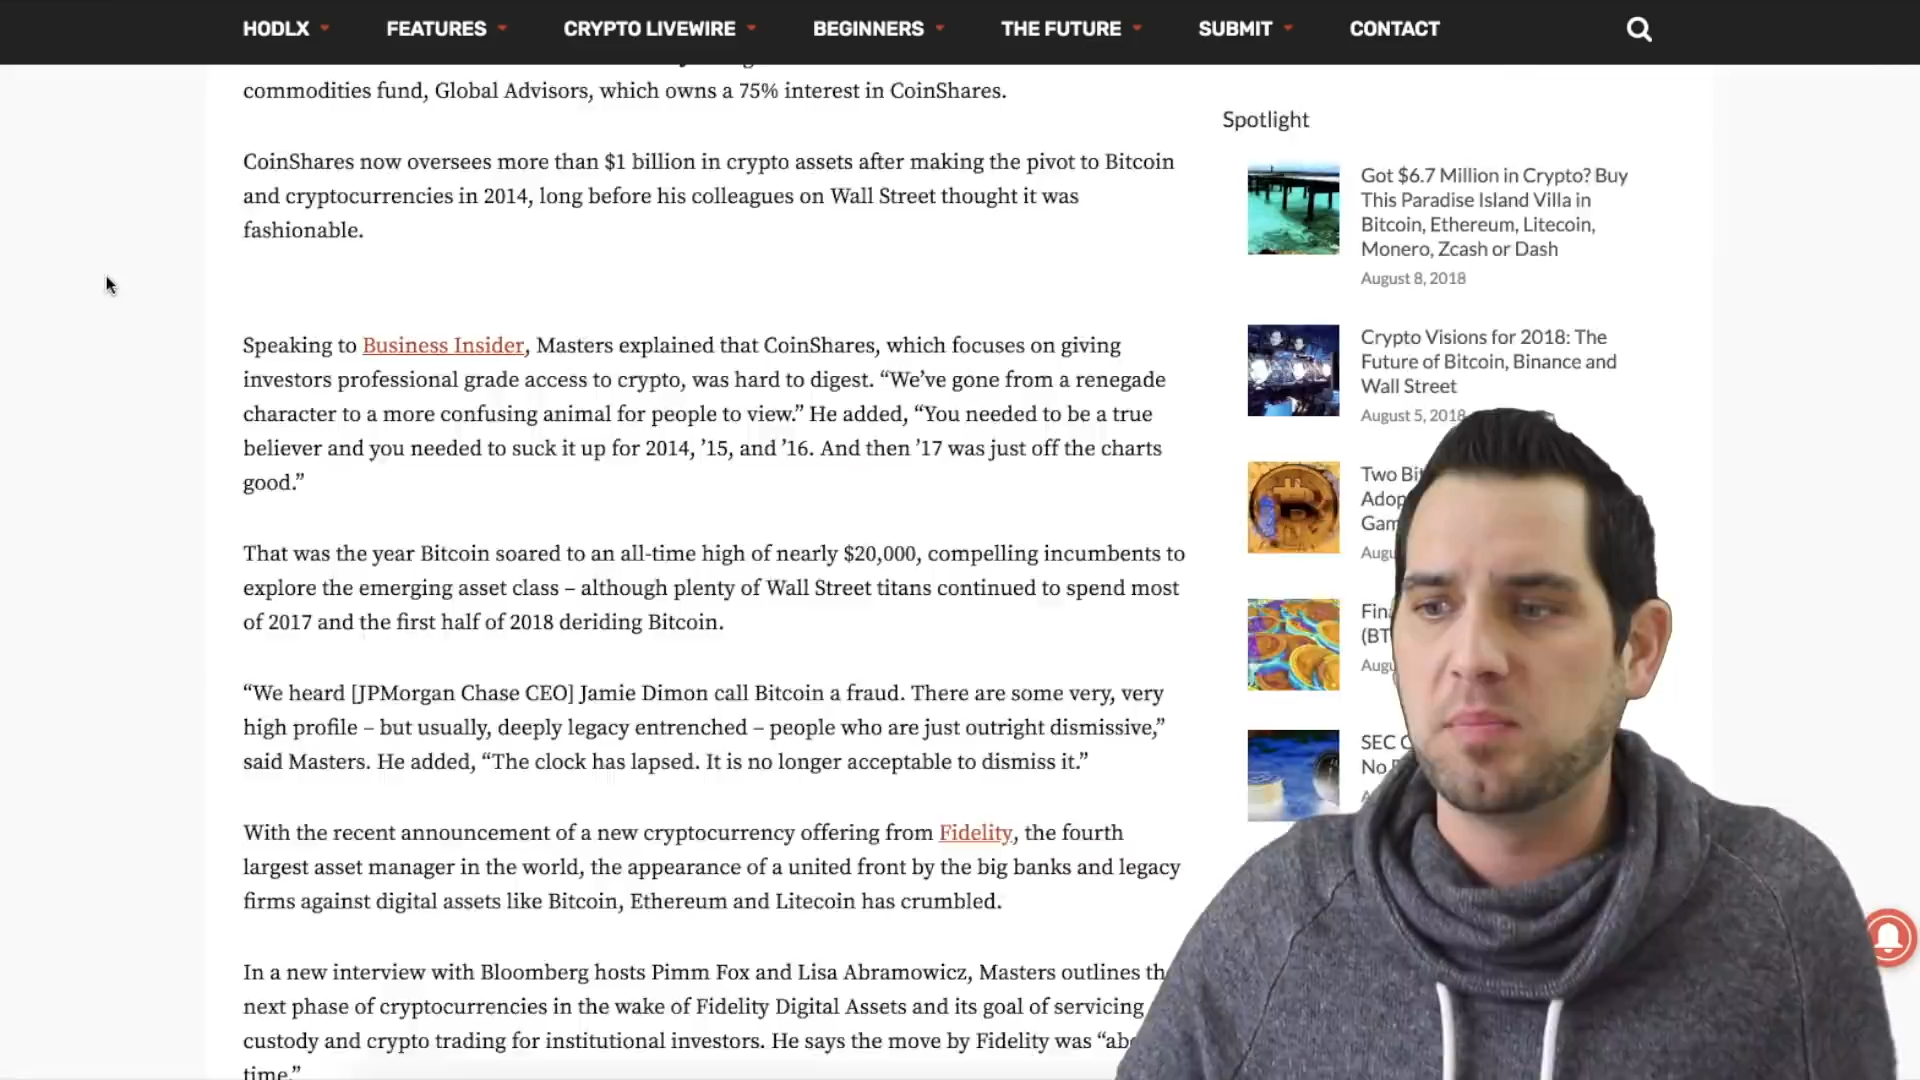 HODLX FEATURES CRYPTO LIVEWIRE BEGINNERS THE FUTURE SUBMIT CONTACT
commodities fund, Global Advisors, which owns a 75% interest in CoinShares.
CoinShares now oversees more than $1 billion in crypto assets after making the pivot to Bitcoin
and cryptocurrencies in 2014, long before his colleagues on Wall Street thought it was
fashionable.
Speaking to Business Insider, Masters explained that CoinShares, which focuses on giving
investors professional grade access to crypto, was hard to digest. “We’ve gone from a renegade
character to a more confusing animal for people to view.” He added, “You needed to be a true
believer and you needed to suck it up for 2014, ’15, and ’16. And then ’17 was just off the charts
good.”
That was the year Bitcoin soared to an all-time high of nearly $20,000, compelling incumbents to
explore the emerging asset class – although plenty of Wall Street titans continued to spend most
of 2017 and the first half of 2018 deriding Bitcoin.
“We heard [JPMorgan Chase CEO] Jamie Dimon call Bitcoin a fraud. There are some very, very
high profile – but usually, deeply legacy entrenched – people who are just outright dismissive,”
said Masters. He added, “The clock has lapsed. It is no longer acceptable to dismiss it.”
With the recent announcement of a new cryptocurrency offering from Fidelity, the fourth
largest asset manager in the world, the appearance of a united front by the big banks and legacy
firms against digital assets like Bitcoin, Ethereum and Litecoin has crumbled.
In a new interview with Bloomberg hosts Pimm Fox and Lisa Abramowicz, Masters outlines th
next phase of cryptocurrencies in the wake of Fidelity Digital Assets and its goal of servicing
custody and crypto trading for institutional investors. He says the move by Fidelity was “ab
time.”
Spotlight
Got $6.7 Million in Crypto? Buy
This Paradise Island Villa in
Bitcoin, Ethereum, Litecoin,
Monero, Zcash or Dash
August 8, 2018
Crypto Visions for 2018: The
Future of Bitcoin, Binance and
Wall Street
August 5, 2018
Two Bi
Adop
Gam
Augu
Fin
(BT
Augu
SEC
No